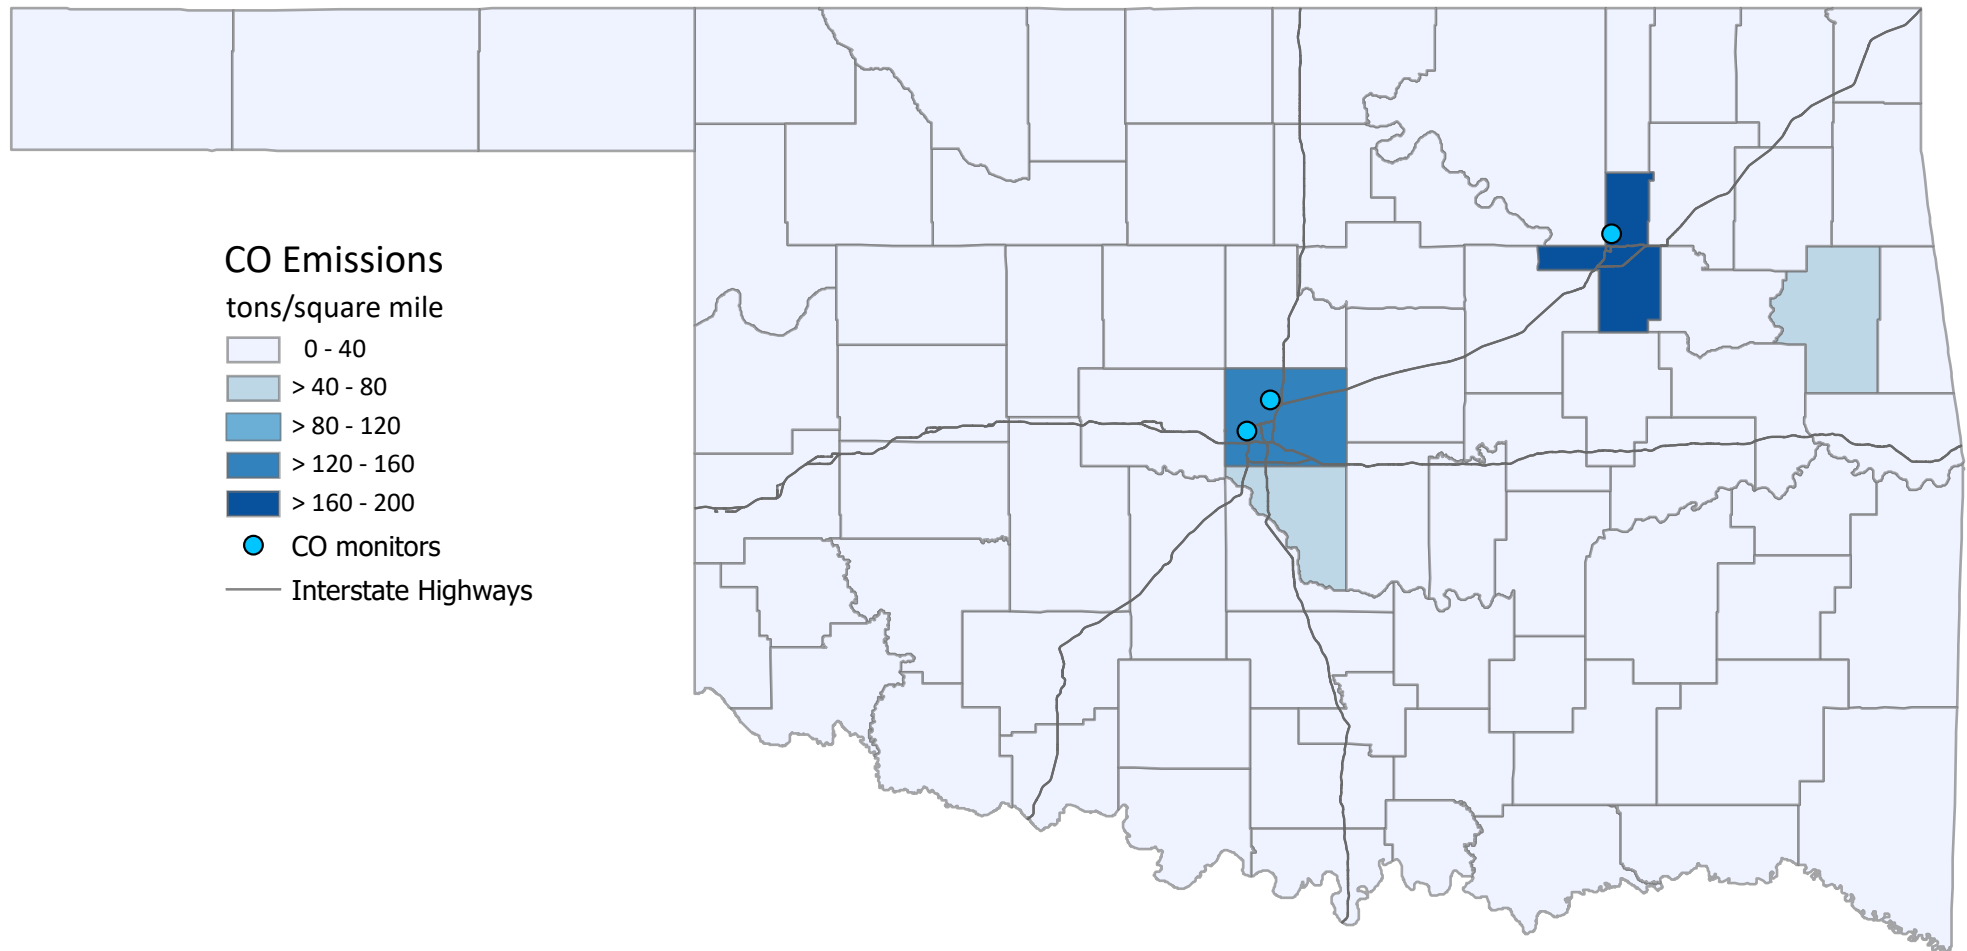 CO Emissions
tons/square mile
0 - 40
> 40 - 80
> 80 - 120
> 120 - 160
> 160 - 200
CO monitors
Interstate Highways